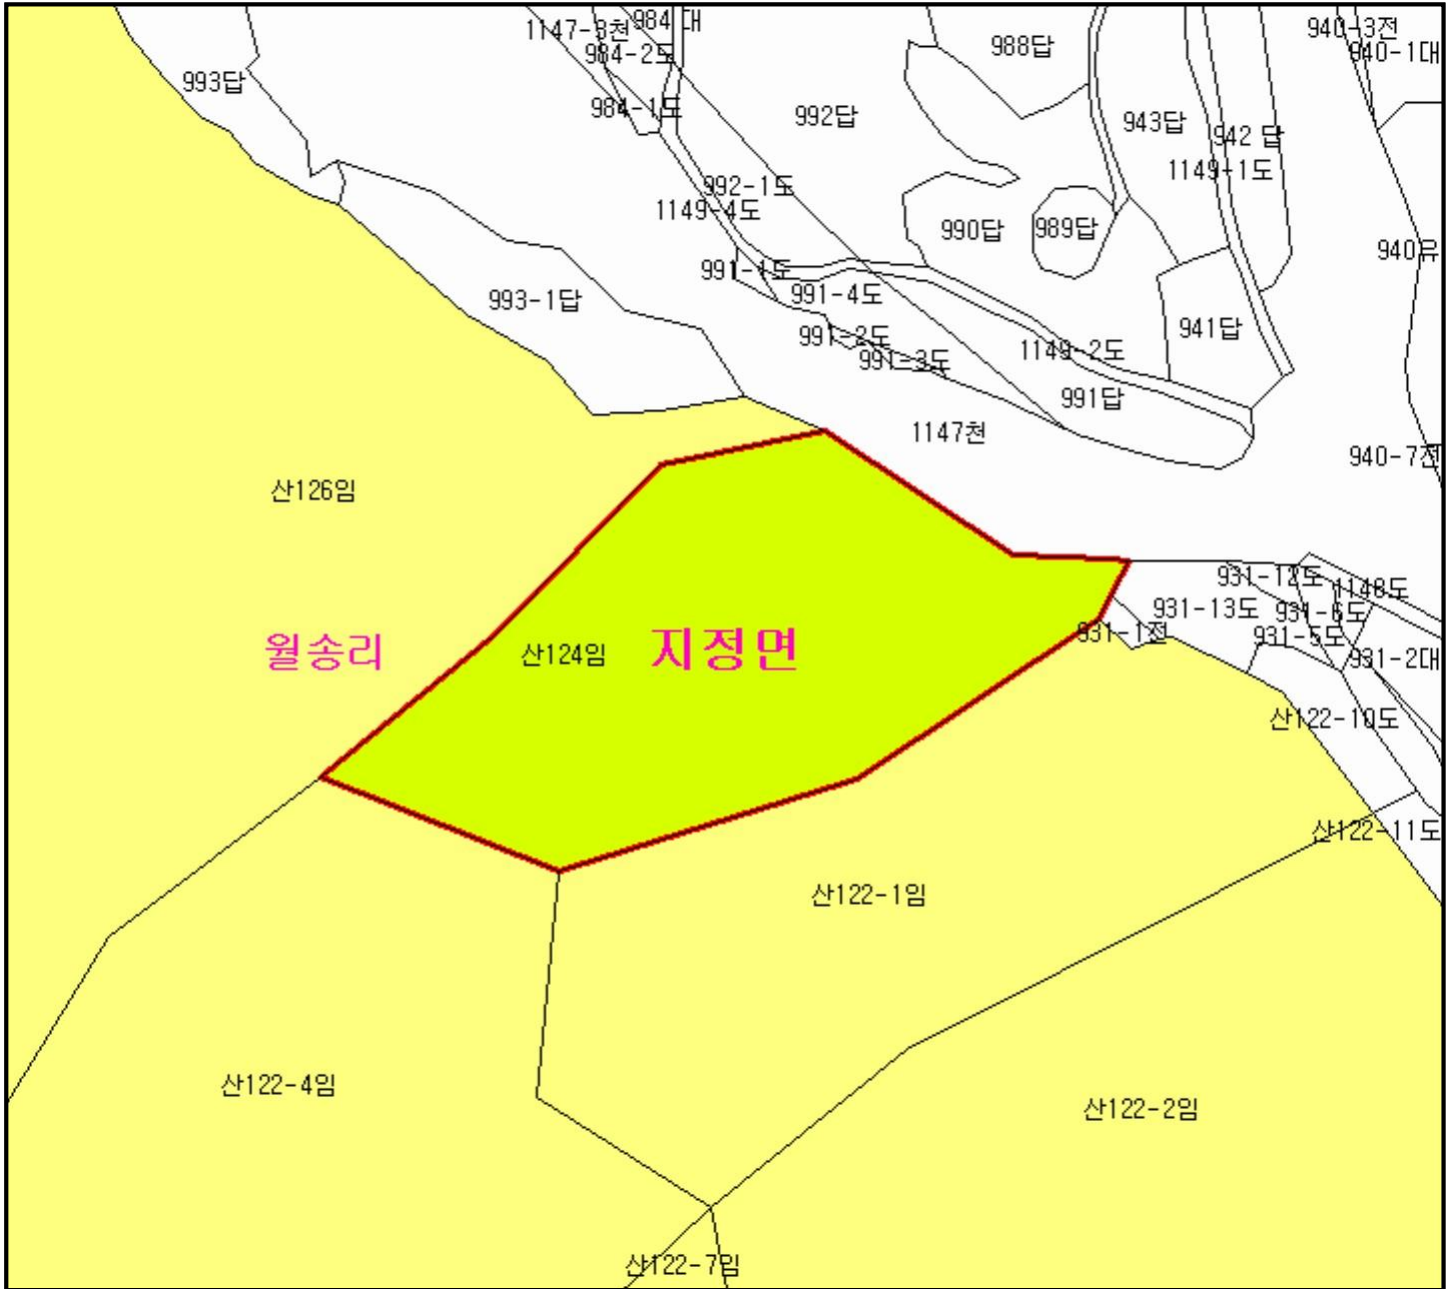 1147-3천
984대
940-3전
988답
984-2도
940-1대
993답
984-1도
992답
943답
942 답
1149-1도
992-1도
1149-4도
990답
989답
940유
991-1도
991-4도
993-1답
941답
991-2도
1149-2도
991-3도
991답
1147천
940-7전
산126임
931-12도
1148도
931-13도
931-6도
931-1전
931-5도
월송리
산124임
지정면
931-2대
산122-10도
산122-11도
산122-1임
산122-4임
산122-2임
산122-7임